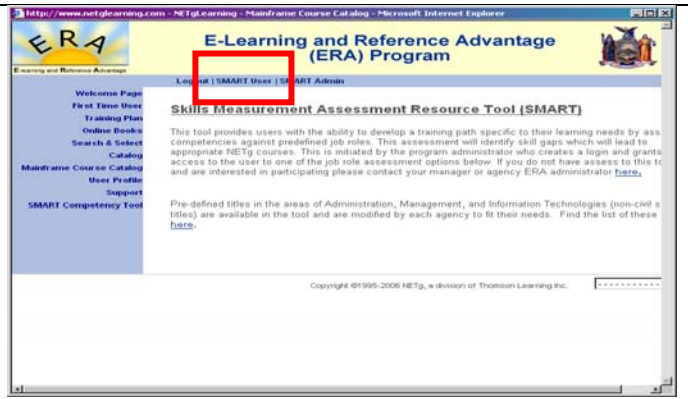 http://www.netglearning.com - NETgLearning - Mainframe Course Catalog - Microsoft Internet Explorer
ERA
E-learning and Reference Advantage
E-Learning and Reference Advantage
(ERA) Program
Logout | SMART User | SMART Admin
Welcome Page
First Time User
Training Plan
Online Books
Search & Select
Catalog
Mainframe Course Catalog
User Profile
Support
SMART Competency Tool
Skills Measurement Assessment Resource Tool (SMART)
This tool provides users with the ability to develop a training path specific to their learning needs by ass
competencies against predefined job roles. This assessment will identify skill gaps which will lead to
appropriate NETg courses. This is initiated by the program administrator who creates a login and grants
access to the user to one of the job role assessment options below. If you do not have assess to this to
and are interested in participating please contact your manager or agency ERA administrator here.
Pre-defined titles in the areas of Administration, Management, and Information Technologies (non-civil s
titles) are available in the tool and are modified by each agency to fit their needs. Find the list of these
here.
Copyright ©1995-2006 NETg, a division of Thomson Learning Inc.